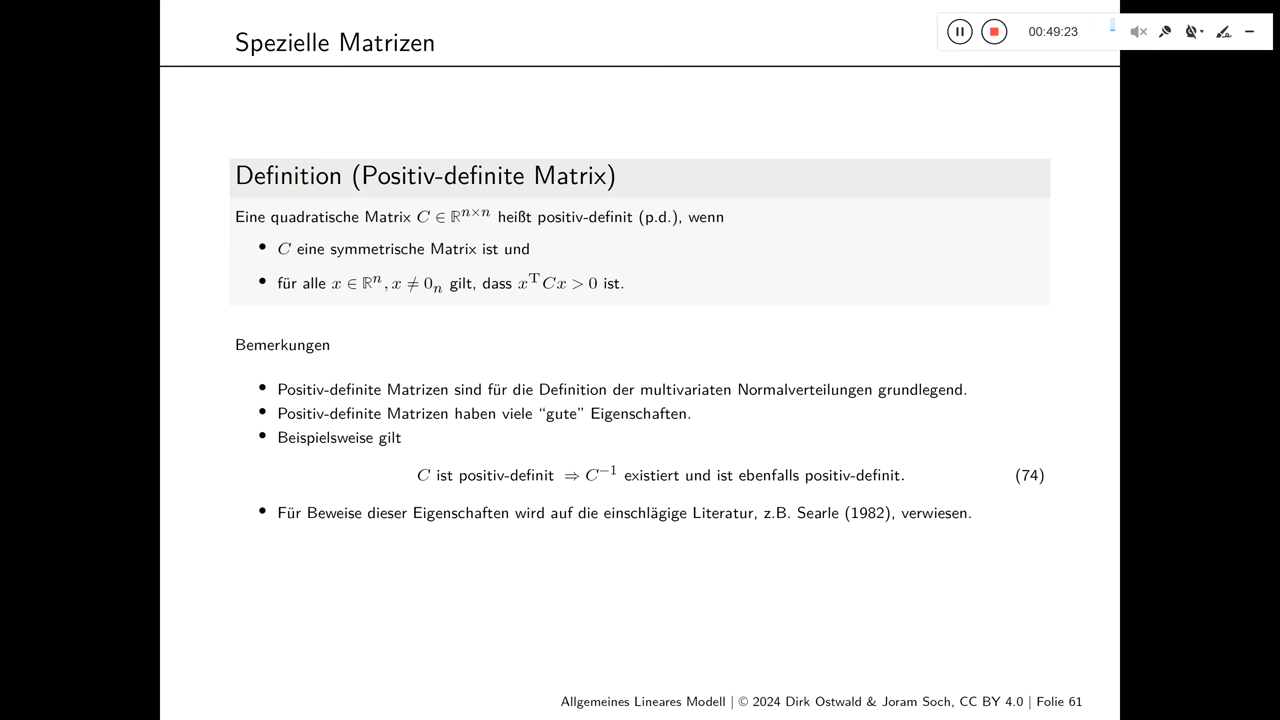 Spezielle Matrizen
00:49:23
Definition (Positiv-definite Matrix)
Eine quadratische Matrix C ∈ ℝⁿˣⁿ heißt positiv-definit (p.d.), wenn
• C eine symmetrische Matrix ist und
• für alle x ∈ ℝⁿ, x ≠ 0ₙ gilt, dass xᵀCx > 0 ist.
Bemerkungen
• Positiv-definite Matrizen sind für die Definition der multivariaten Normalverteilungen grundlegend.
• Positiv-definite Matrizen haben viele “gute” Eigenschaften.
• Beispielsweise gilt
C ist positiv-definit ⇒ C⁻¹ existiert und ist ebenfalls positiv-definit. (74)
• Für Beweise dieser Eigenschaften wird auf die einschlägige Literatur, z.B. Searle (1982), verwiesen.
Allgemeines Lineares Modell | © 2024 Dirk Ostwald & Joram Soch, CC BY 4.0 | Folie 61